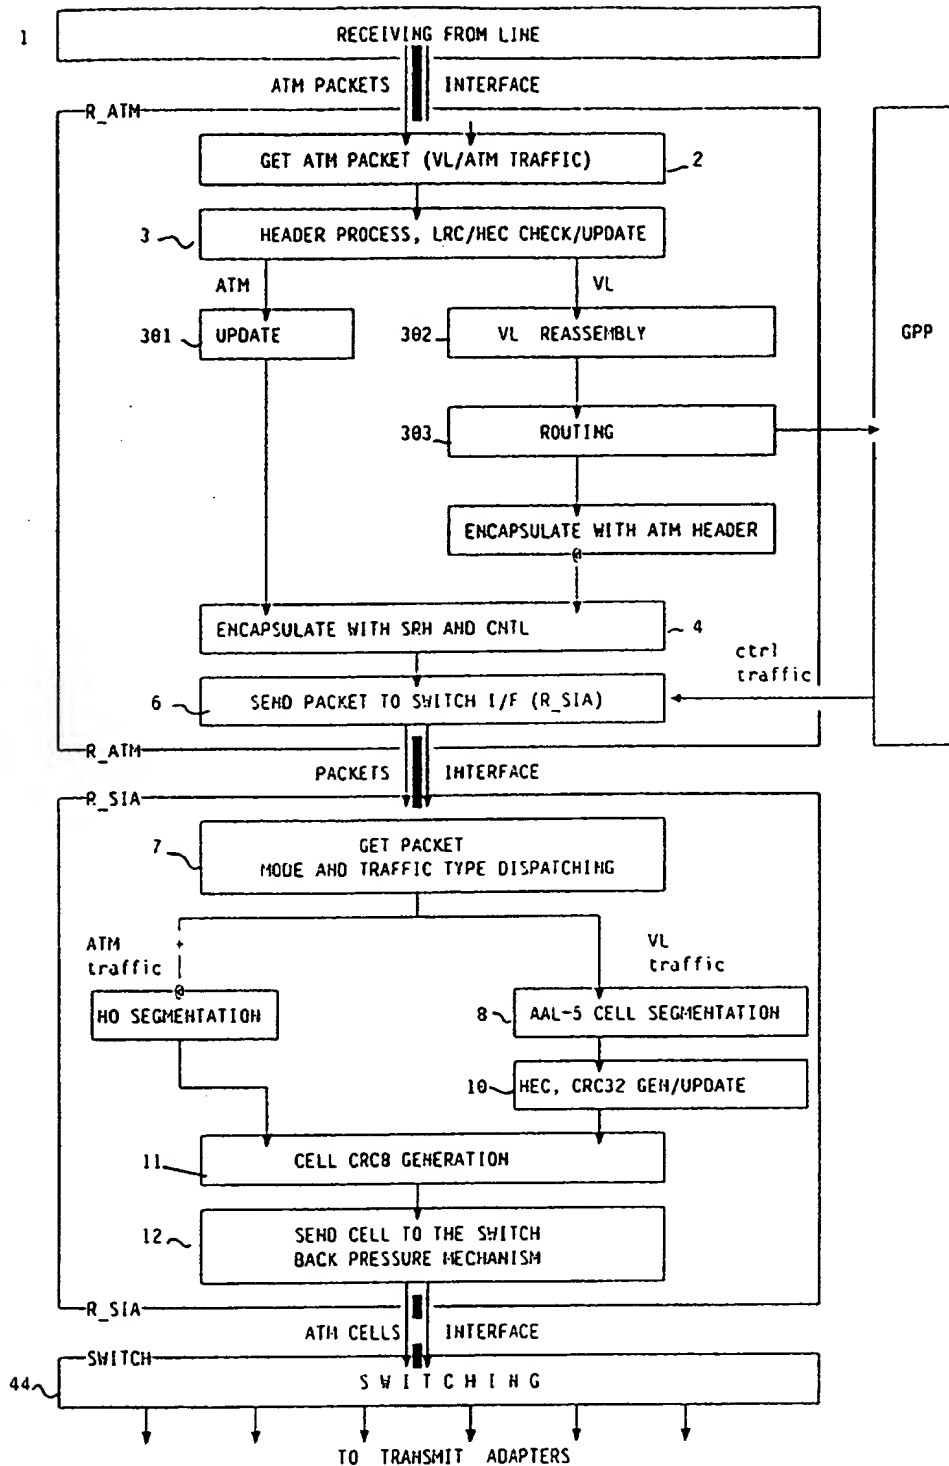 1
RECEIVING FROM LINE
ATM PACKETS INTERFACE
R_ATM
GET ATM PACKET (VL/ATM TRAFFIC)
2
3
HEADER PROCESS, LRC/HEC CHECK/UPDATE
ATM
VL
301
UPDATE
302
VL REASSEMBLY
GPP
303
ROUTING
ENCAPSULATE WITH ATM HEADER
@
ENCAPSULATE WITH SRH AND CNTL
4
ctrl
traffic
6
SEND PACKET TO SWITCH I/F (R_SIA)
R_ATM
PACKETS INTERFACE
R_SIA
7
GET PACKET
MODE AND TRAFFIC TYPE DISPATCHING
ATM
traffic
VL
traffic
@
NO SEGMENTATION
8
AAL-5 CELL SEGMENTATION
10
HEC, CRC32 GEN/UPDATE
11
CELL CRC8 GENERATION
12
SEND CELL TO THE SWITCH
BACK PRESSURE MECHANISM
R_SIA
ATM CELLS INTERFACE
SWITCH
44
S W I T C H I N G
TO TRANSMIT ADAPTERS